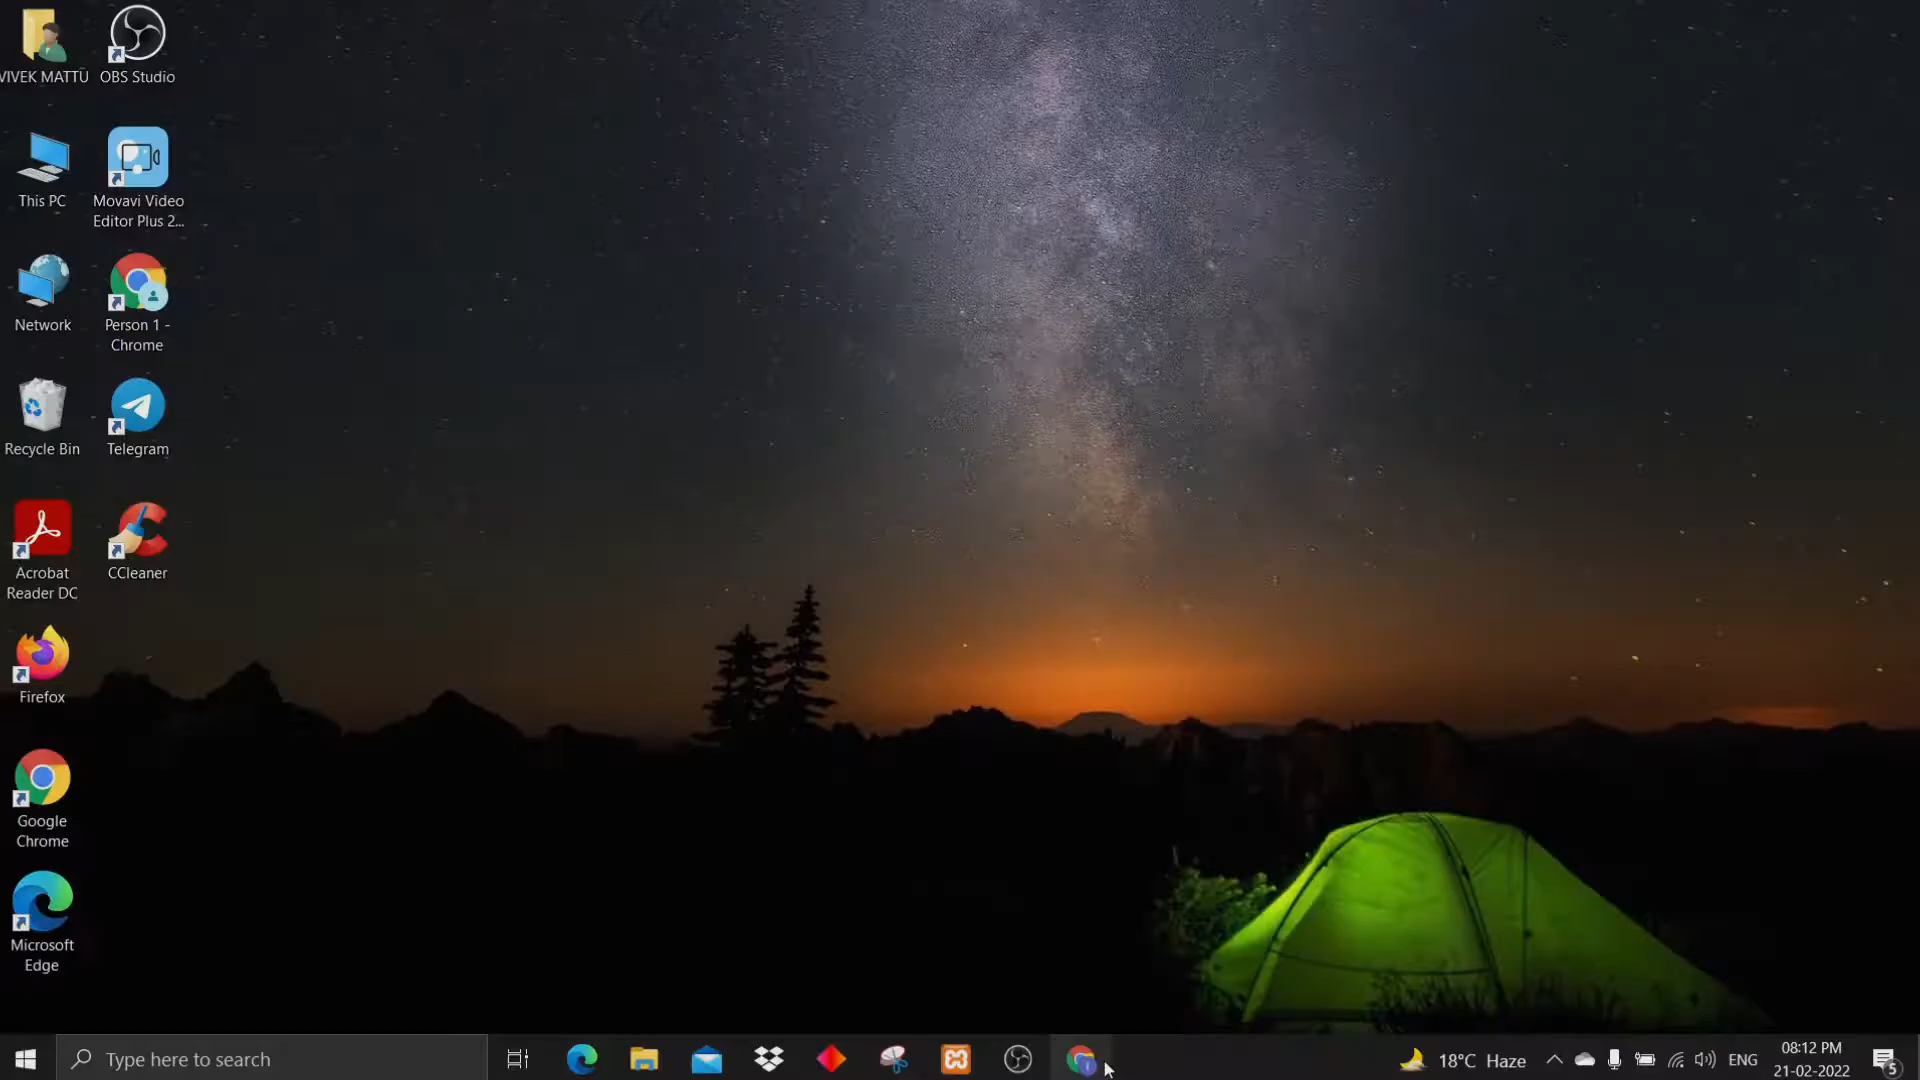 VIVEK MATTU
OBS Studio
This PC
Movavi Video
Editor Plus 2...
Network
Person 1 -
Chrome
Recycle Bin
Telegram
Acrobat
Reader DC
CCleaner
Firefox
Google
Chrome
Microsoft
Edge
Type here to search
18°C Haze
ENG
08:12 PM
21-02-2022
5